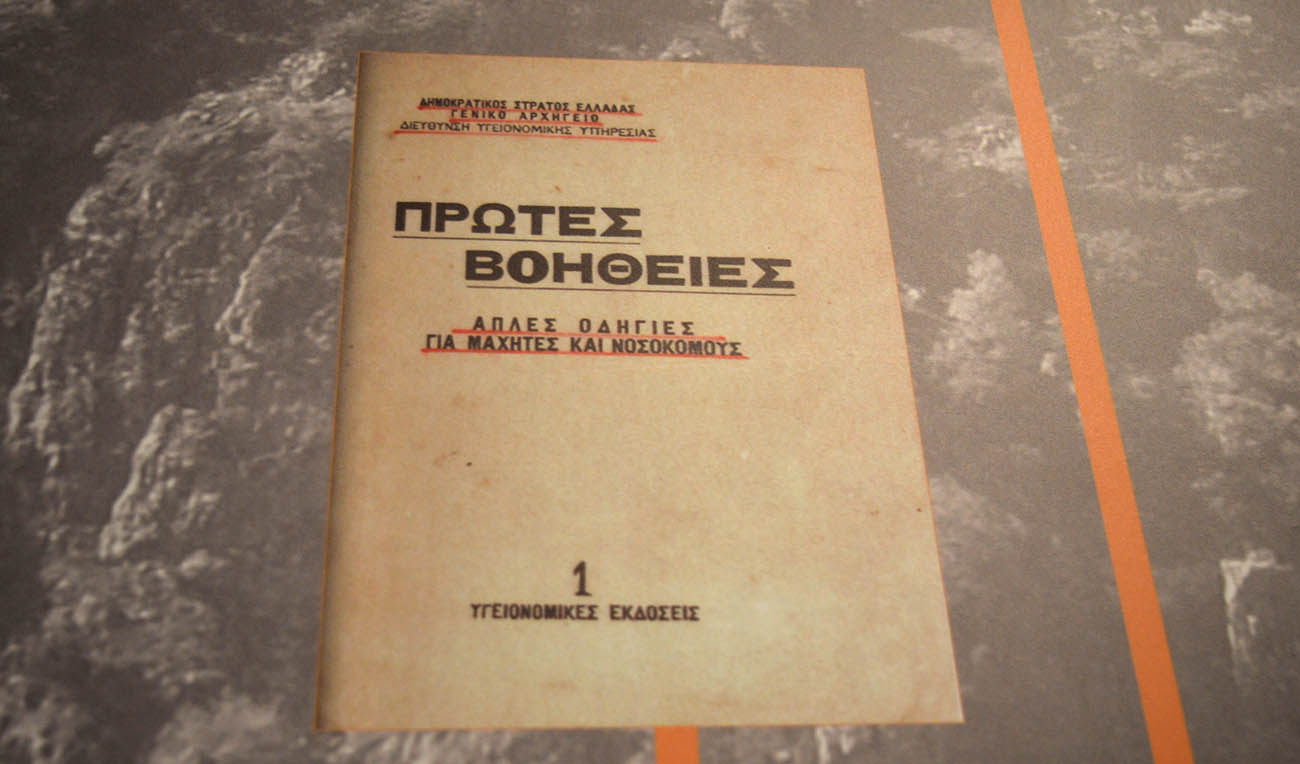 ΔΗΜΟΚΡΑΤΙΚΟΣ ΣΤΡΑΤΟΣ ΕΛΛΑΔΑΣ
ΓΕΝΙΚΟ ΑΡΧΗΓΕΙΟ
ΔΙΕΥΘΥΝΣΗ ΥΓΕΙΟΝΟΜΙΚΗΣ ΥΠΗΡΕΣΙΑΣ
ΠΡΩΤΕΣ
ΒΟΗΘΕΙΕΣ
ΑΠΛΕΣ ΟΔΗΓΙΕΣ
ΓΙΑ ΜΑΧΗΤΕΣ ΚΑΙ ΝΟΣΟΚΟΜΟΥΣ
1
ΥΓΕΙΟΝΟΜΙΚΕΣ ΕΚΔΟΣΕΙΣ